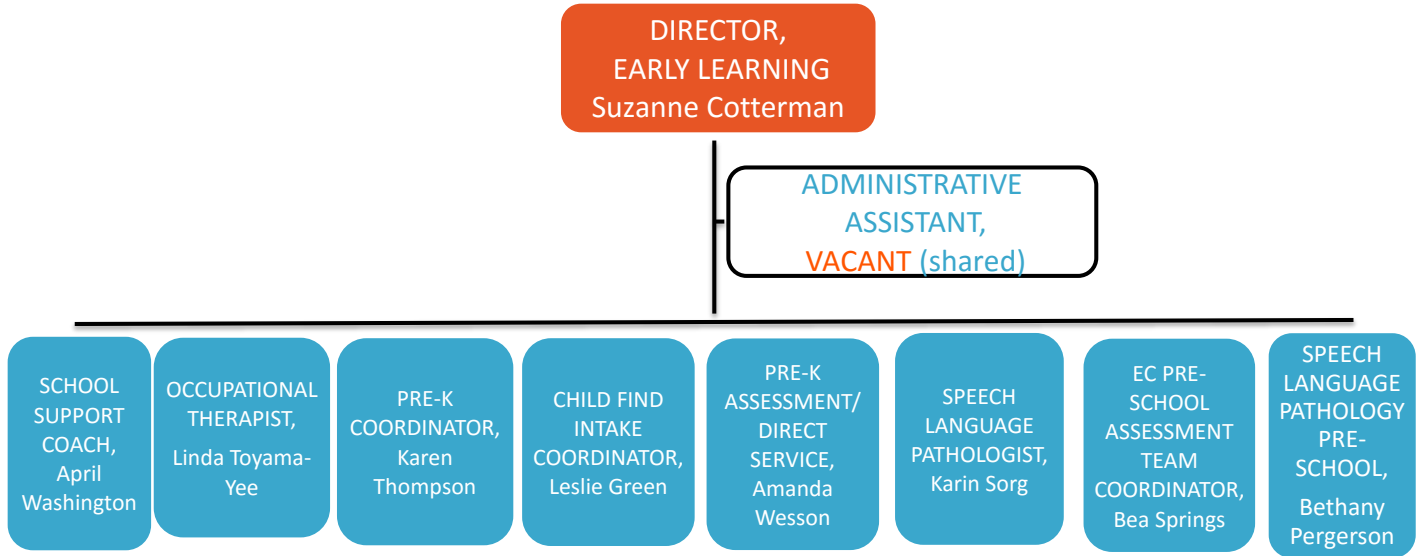 DIRECTOR,
EARLY LEARNING
Suzanne Cotterman
ADMINISTRATIVE
ASSISTANT,
VACANT (shared)
SCHOOL
SUPPORT
COACH,
April
Washington
OCCUPATIONAL
THERAPIST,
Linda Toyama-
Yee
PRE-K
COORDINATOR,
Karen
Thompson
CHILD FIND
INTAKE
COORDINATOR,
Leslie Green
PRE-K
ASSESSMENT/
DIRECT
SERVICE,
Amanda
Wesson
SPEECH
LANGUAGE
PATHOLOGIST,
Karin Sorg
EC PRE-
SCHOOL
ASSESSMENT
TEAM
COORDINATOR,
Bea Springs
SPEECH
LANGUAGE
PATHOLOGY
PRE-
SCHOOL,
Bethany
Pergerson